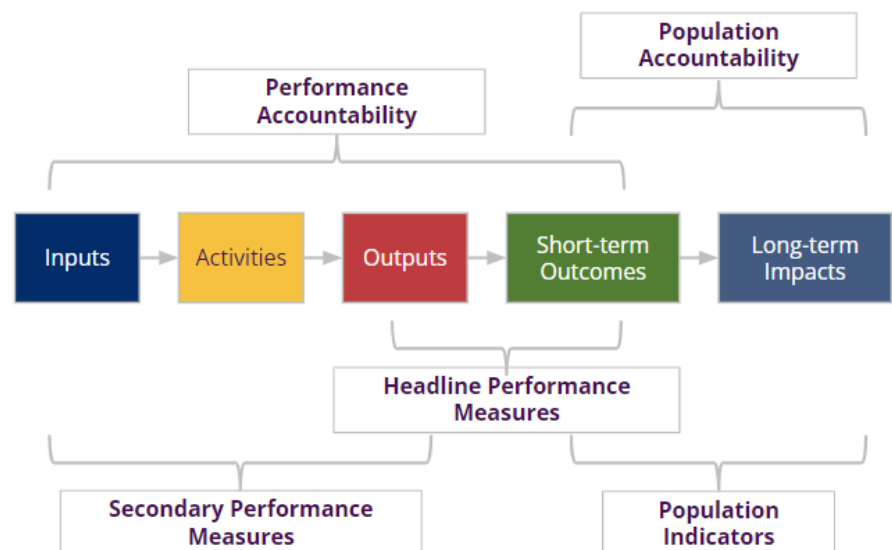 Population
Accountability
Performance
Accountability
Inputs
Activities
Outputs
Short-term
Outcomes
Long-term
Impacts
Headline Performance
Measures
Secondary Performance
Measures
Population
Indicators